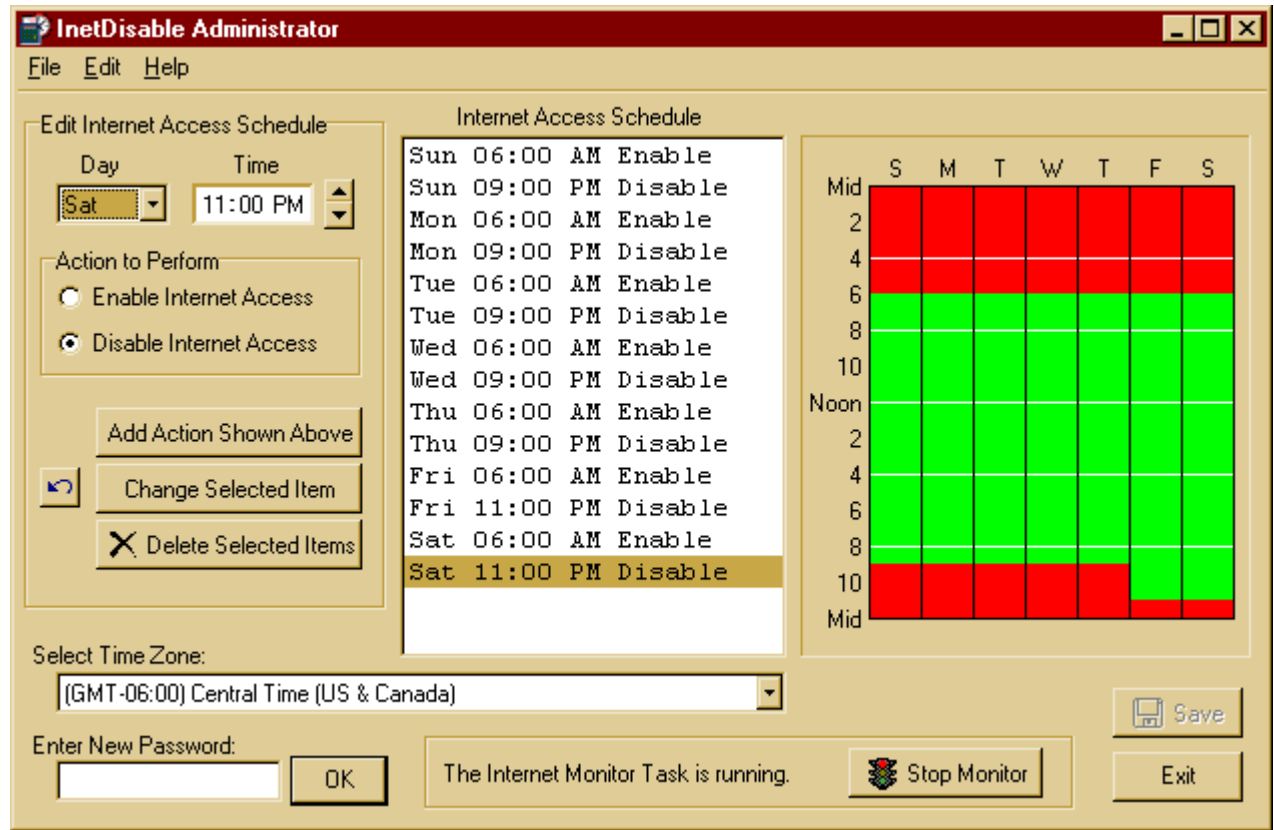 InetDisable Administrator
File Edit Help
Edit Internet Access Schedule
Day Time
Sat 11:00 PM
Action to Perform
Enable Internet Access
Disable Internet Access
Add Action Shown Above
Change Selected Item
Delete Selected Items
Internet Access Schedule
Sun 06:00 AM Enable
Sun 09:00 PM Disable
Mon 06:00 AM Enable
Mon 09:00 PM Disable
Tue 06:00 AM Enable
Tue 09:00 PM Disable
Wed 06:00 AM Enable
Wed 09:00 PM Disable
Thu 06:00 AM Enable
Thu 09:00 PM Disable
Fri 06:00 AM Enable
Fri 11:00 PM Disable
Sat 06:00 AM Enable
Sat 11:00 PM Disable
S M T W T F S
Mid
2
4
6
8
10
Noon
2
4
6
8
10
Mid
Select Time Zone:
(GMT-06:00) Central Time (US & Canada)
Enter New Password:
OK
The Internet Monitor Task is running.
Stop Monitor
Save
Exit